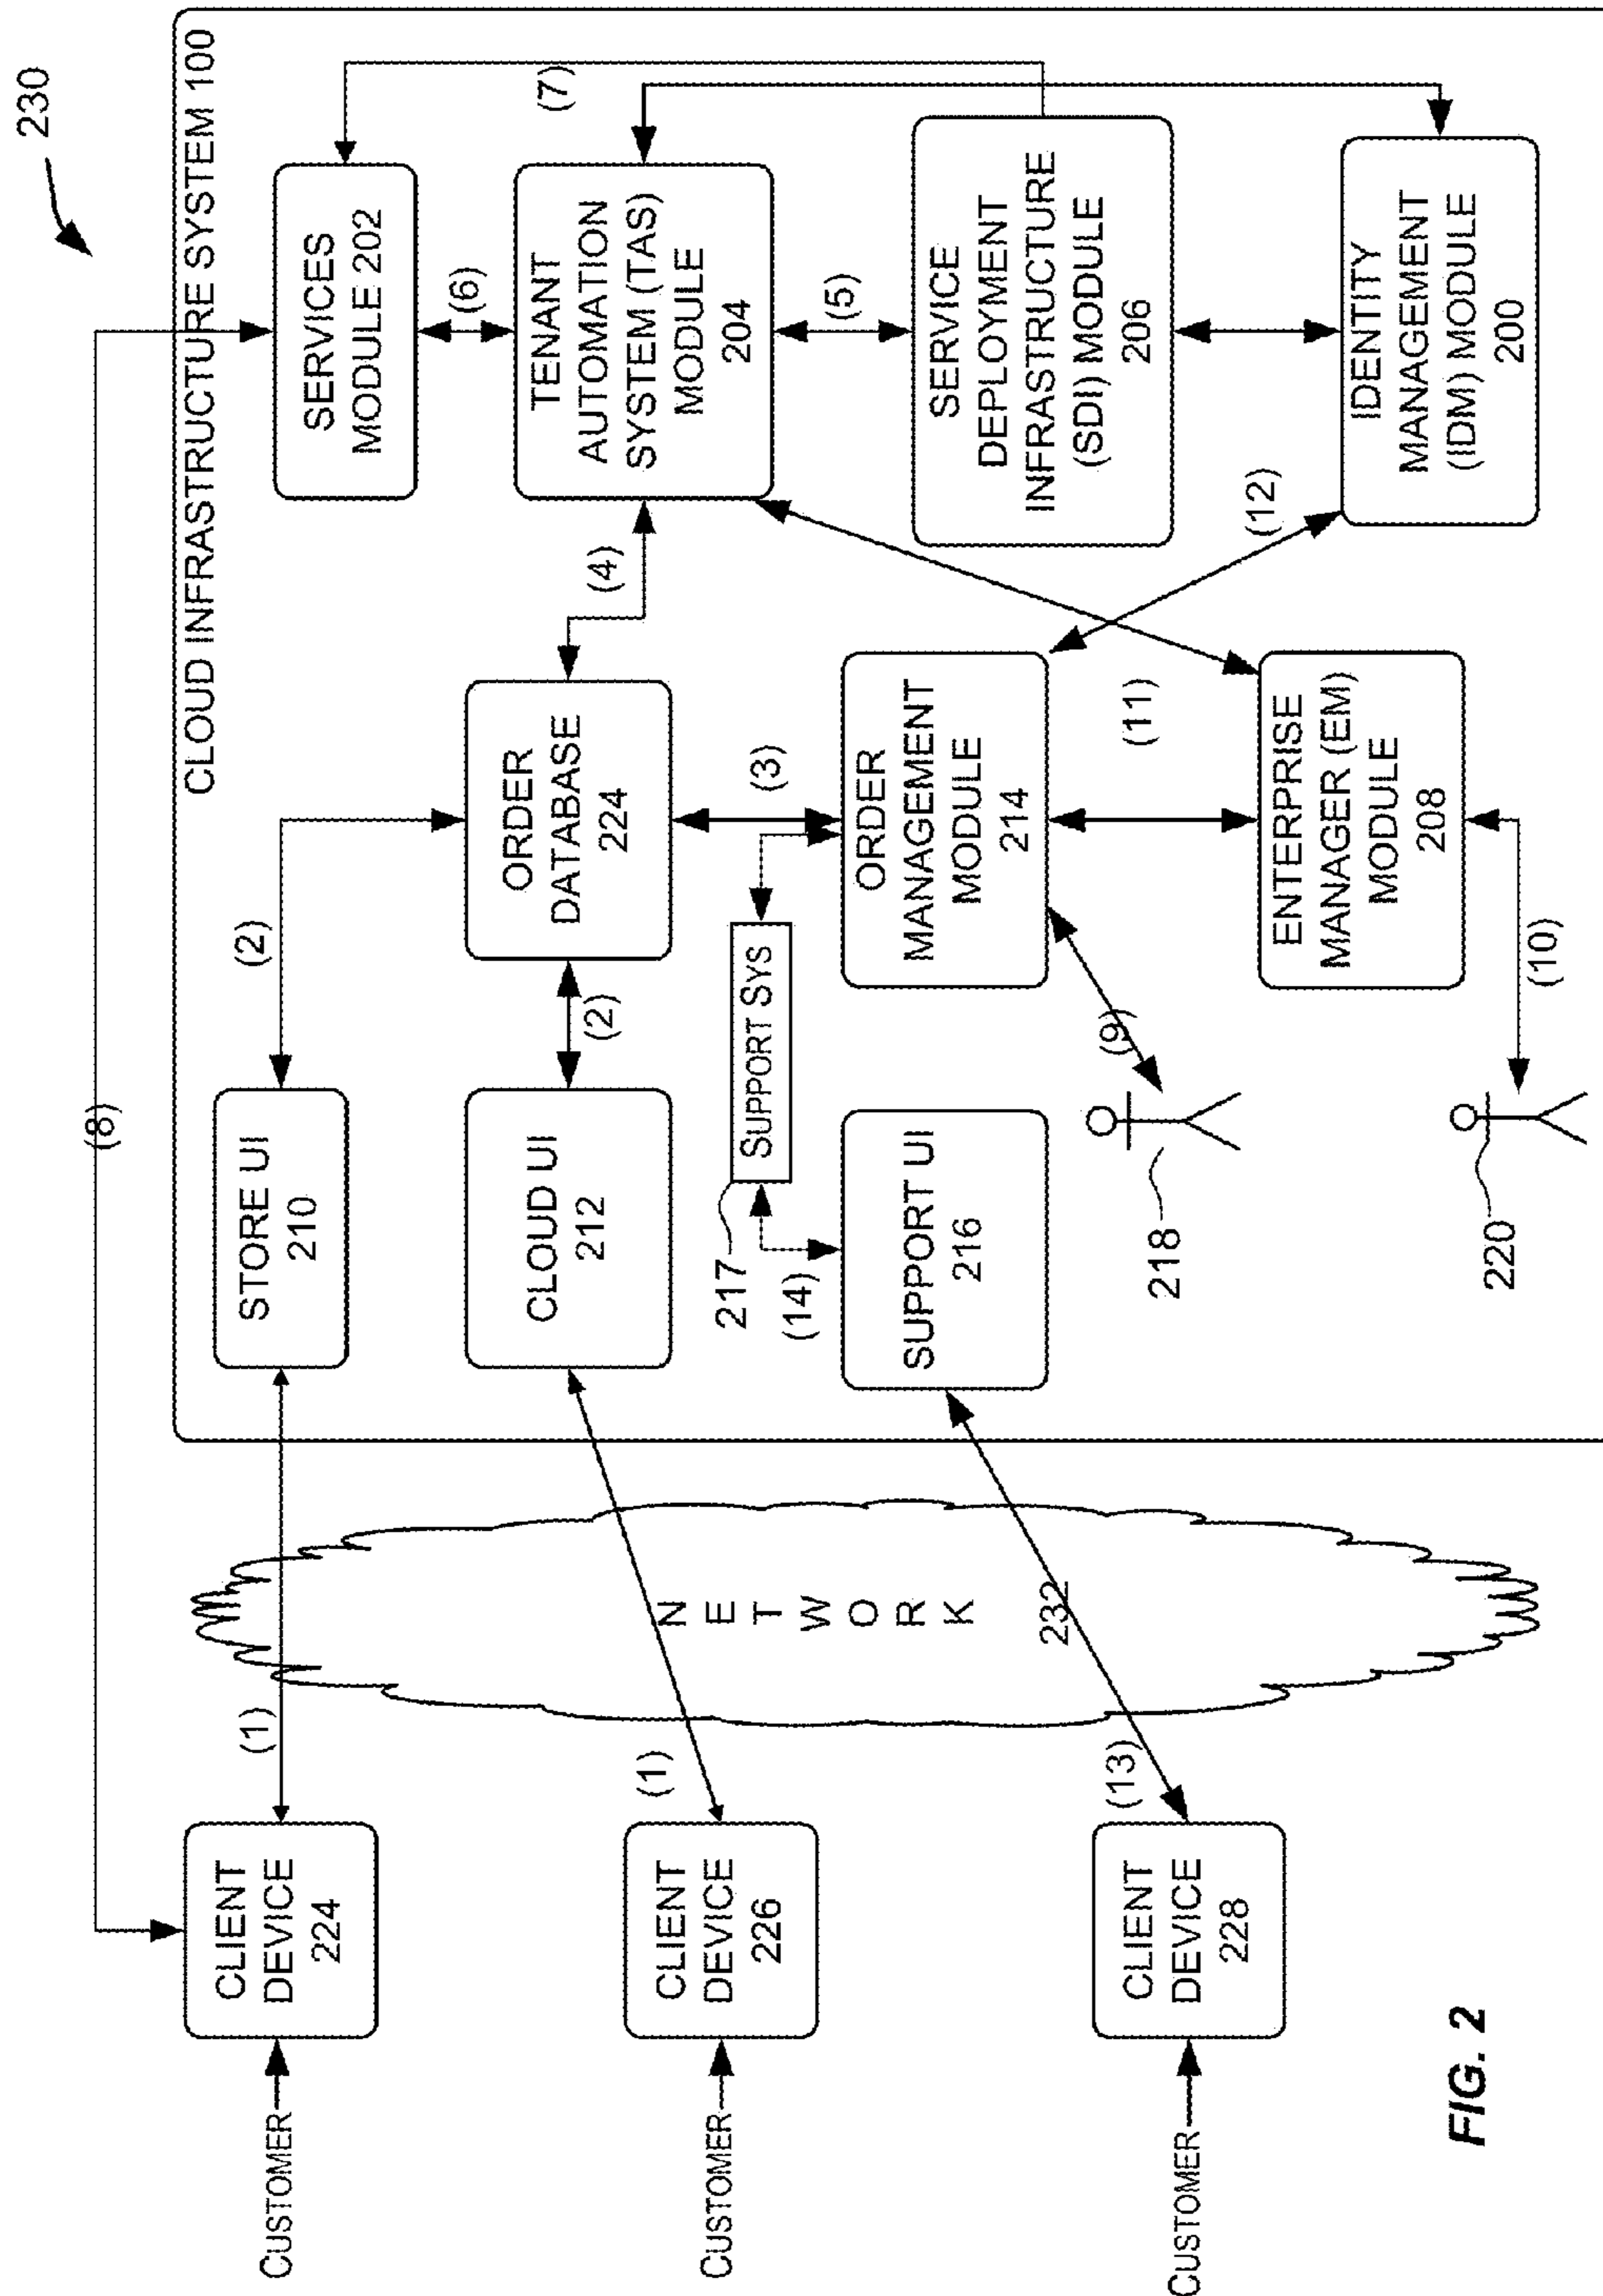 230
CLOUD INFRASTRUCTURE SYSTEM 100
(8)
CUSTOMER
CLIENT
DEVICE
224
(1)
STORE UI
210
(2)
SERVICES
MODULE 202
(7)
(6)
CUSTOMER
CLIENT
DEVICE
226
(1)
NETWORK
232
CLOUD UI
212
(2)
ORDER
DATABASE
224
(4)
TENANT
AUTOMATION
SYSTEM (TAS)
MODULE
204
(5)
217
SUPPORT SYS
(14)
(3)
CUSTOMER
CLIENT
DEVICE
228
(13)
SUPPORT UI
216
ORDER
MANAGEMENT
MODULE
214
SERVICE
DEPLOYMENT
INFRASTRUCTURE
(SDI) MODULE
206
218
(9)
(11)
(12)
220
(10)
ENTERPRISE
MANAGER (EM)
MODULE
208
IDENTITY
MANAGEMENT
(IDM) MODULE
200
FIG. 2